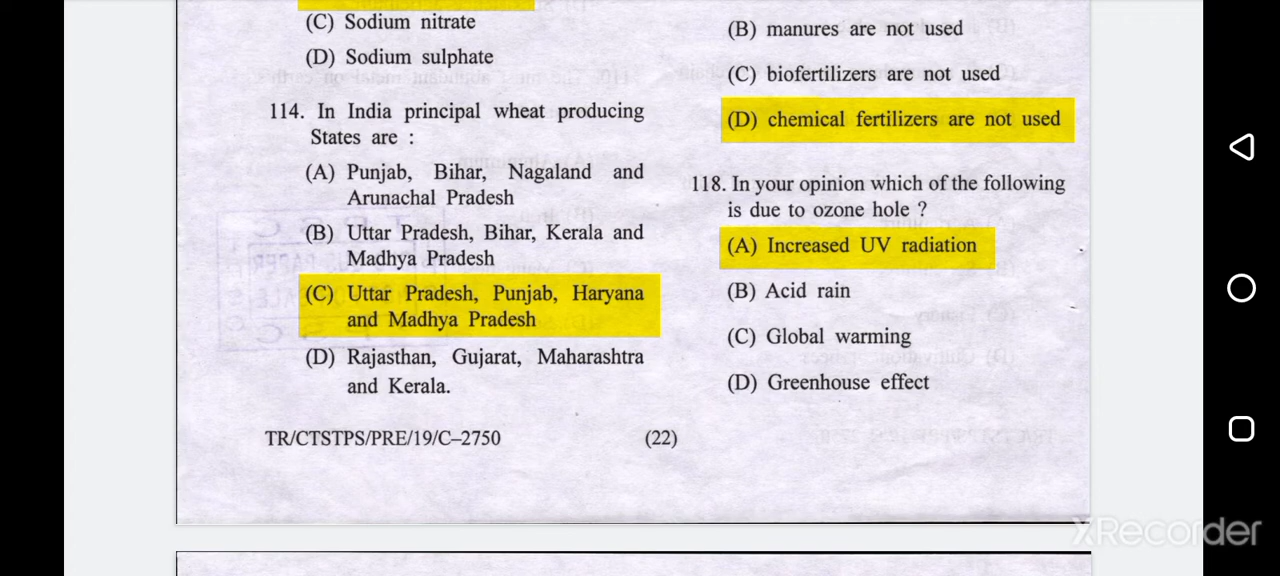 (C) Sodium nitrate
(D) Sodium sulphate
114. In India principal wheat producing
States are :
(A) Punjab, Bihar, Nagaland and
Arunachal Pradesh
(B) Uttar Pradesh, Bihar, Kerala and
Madhya Pradesh
(C) Uttar Pradesh, Punjab, Haryana
and Madhya Pradesh
(D) Rajasthan, Gujarat, Maharashtra
and Kerala.
TR/CTSTPS/PRE/19/C–2750
(22)
(B) manures are not used
(C) biofertilizers are not used
(D) chemical fertilizers are not used
118. In your opinion which of the following
is due to ozone hole ?
(A) Increased UV radiation
(B) Acid rain
(C) Global warming
(D) Greenhouse effect
XRecorder